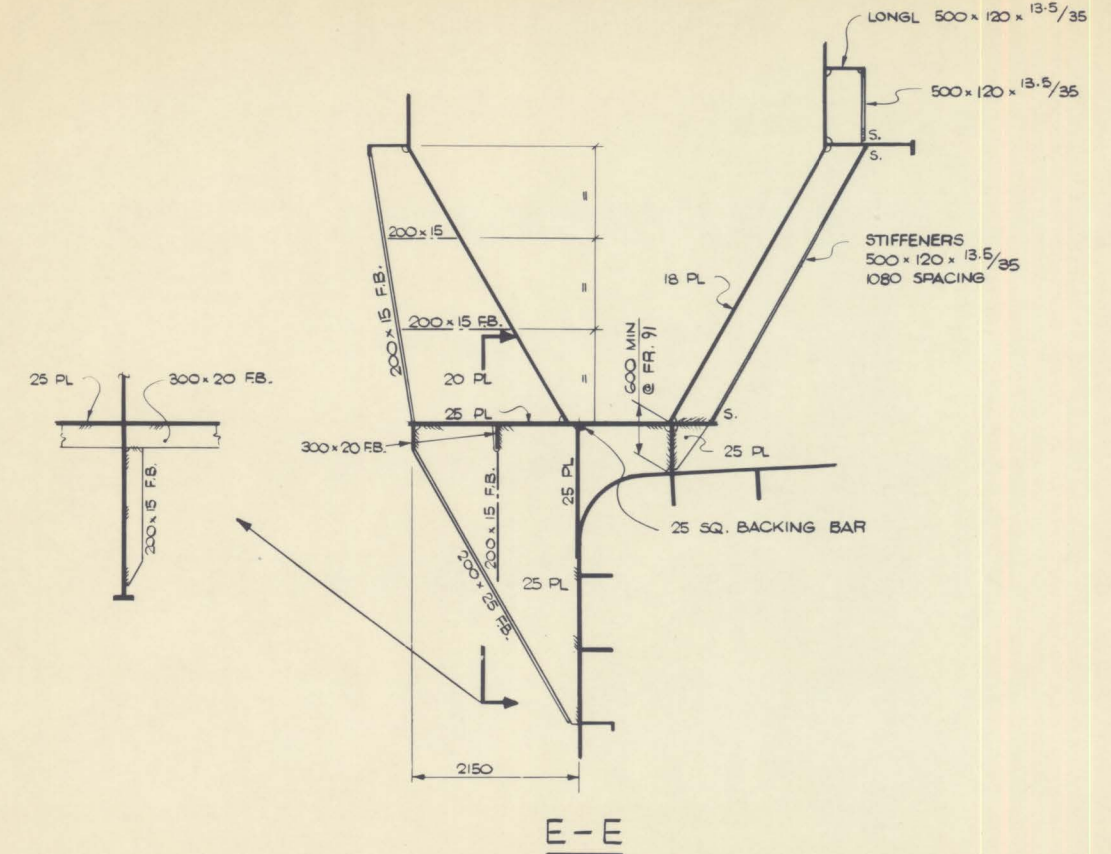 LONGL 500 x 120 x 13.5/35
500 x 120 x 13.5/35
S.
S.
STIFFENERS
500 x 120 x 13.5/35
1080 SPACING
200 x 15
200 x 15 F.B.
200 x 15 F.B.
18 PL
600 MIN
@ FR. 91
20 PL
25 PL
S.
25 PL
300 x 20 F.B.
25 PL
25 PL
300 x 20 F.B.
200 x 15 F.B.
200 x 15 F.B.
25 PL
25 SQ. BACKING BAR
200 x 25 F.B.
25 PL
2150
E-E